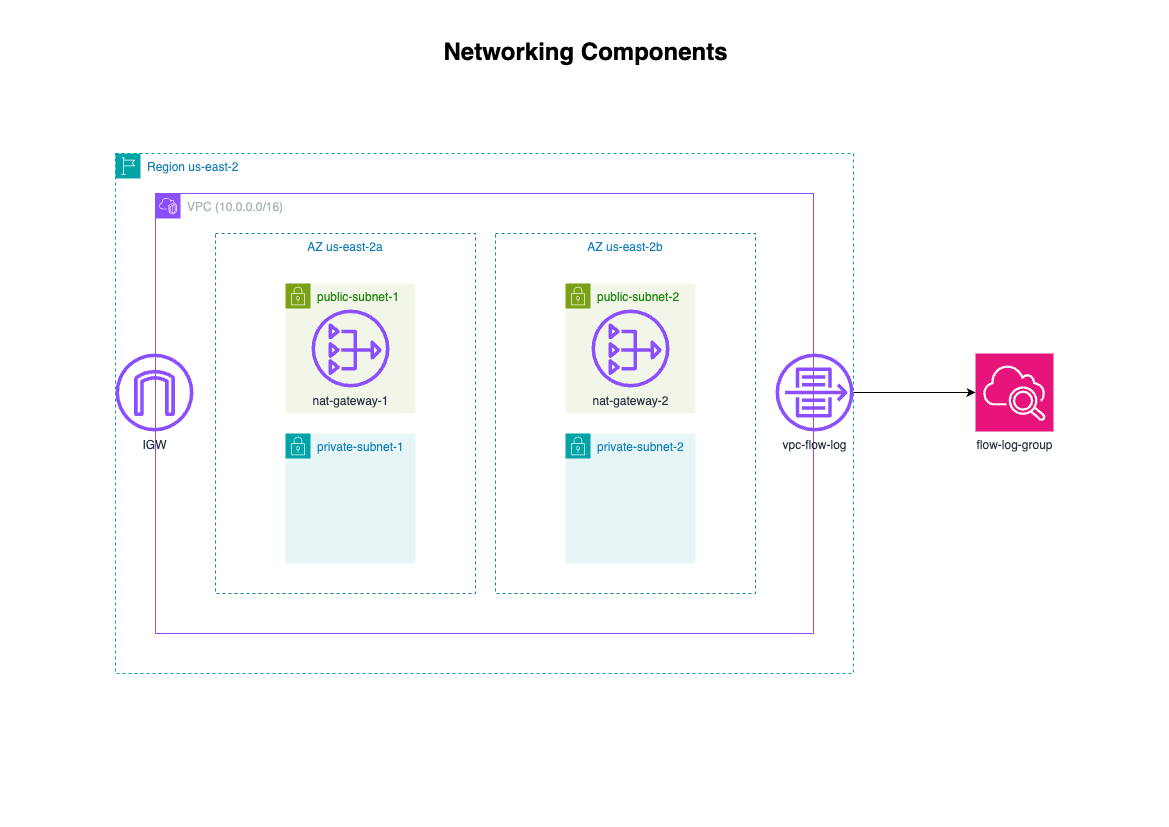 Networking Components
Region us-east-2
VPC (10.0.0.0/16)
AZ us-east-2a
AZ us-east-2b
public-subnet-1
public-subnet-2
nat-gateway-1
nat-gateway-2
IGW
private-subnet-1
private-subnet-2
vpc-flow-log
flow-log-group